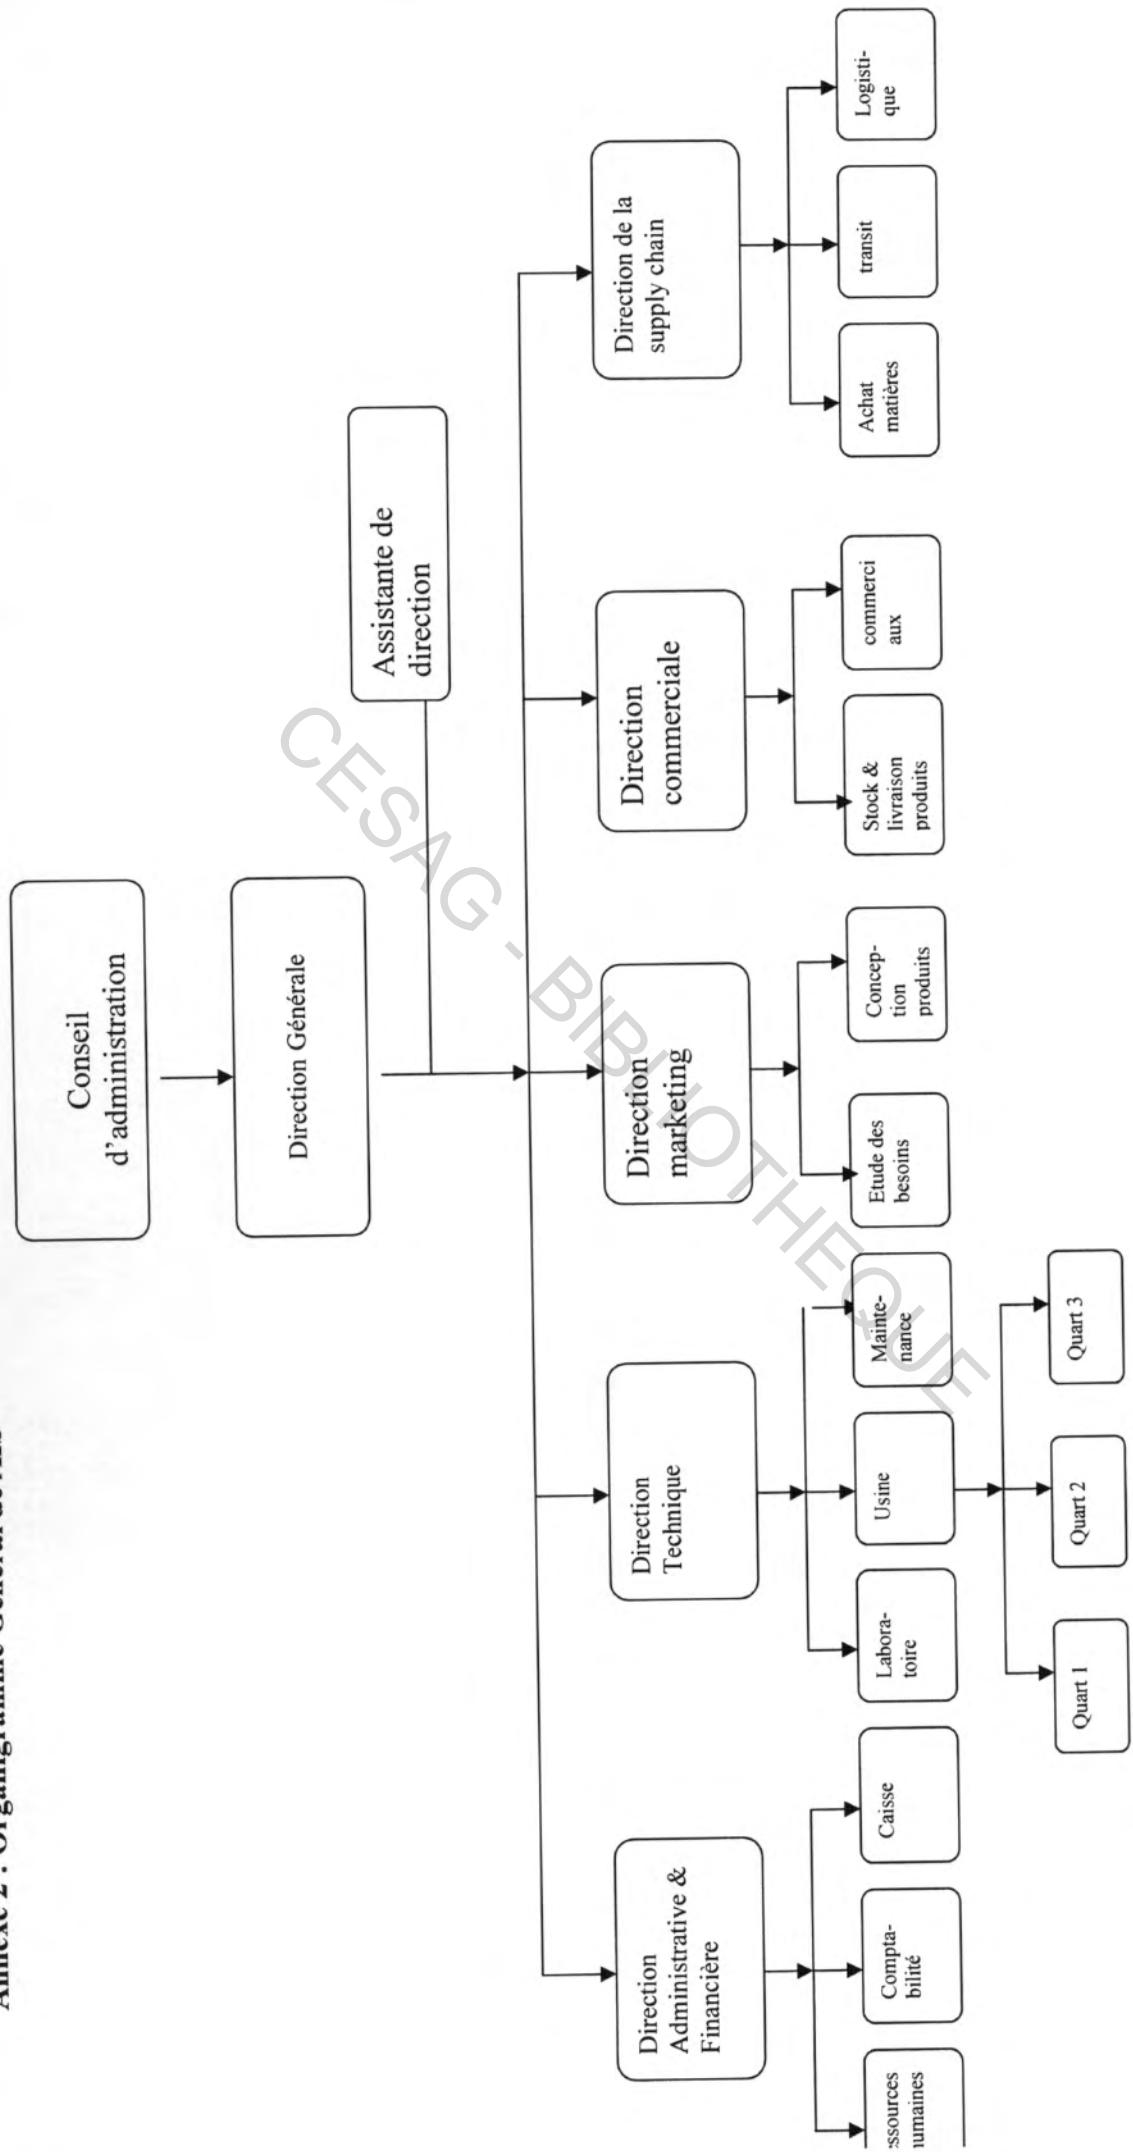 Annexe 2 : Organigramme Général de
Conseil
d'administration
Direction Générale
Assistante de
direction
Direction
Administrative &
Financière
Direction
Technique
Direction
marketing
Direction
commerciale
Direction de la
supply chain
essources
umaines
Compta-
bilité
Caisse
Labora-
toire
Usine
Mainte-
nance
Etude des
besoins
Concep-
tion
produits
Stock &
livraison
produits
commerci
aux
Achat
matières
transit
Logisti-
que
Quart 1
Quart 2
Quart 3
CESAG - BIBLIOTHEQUE